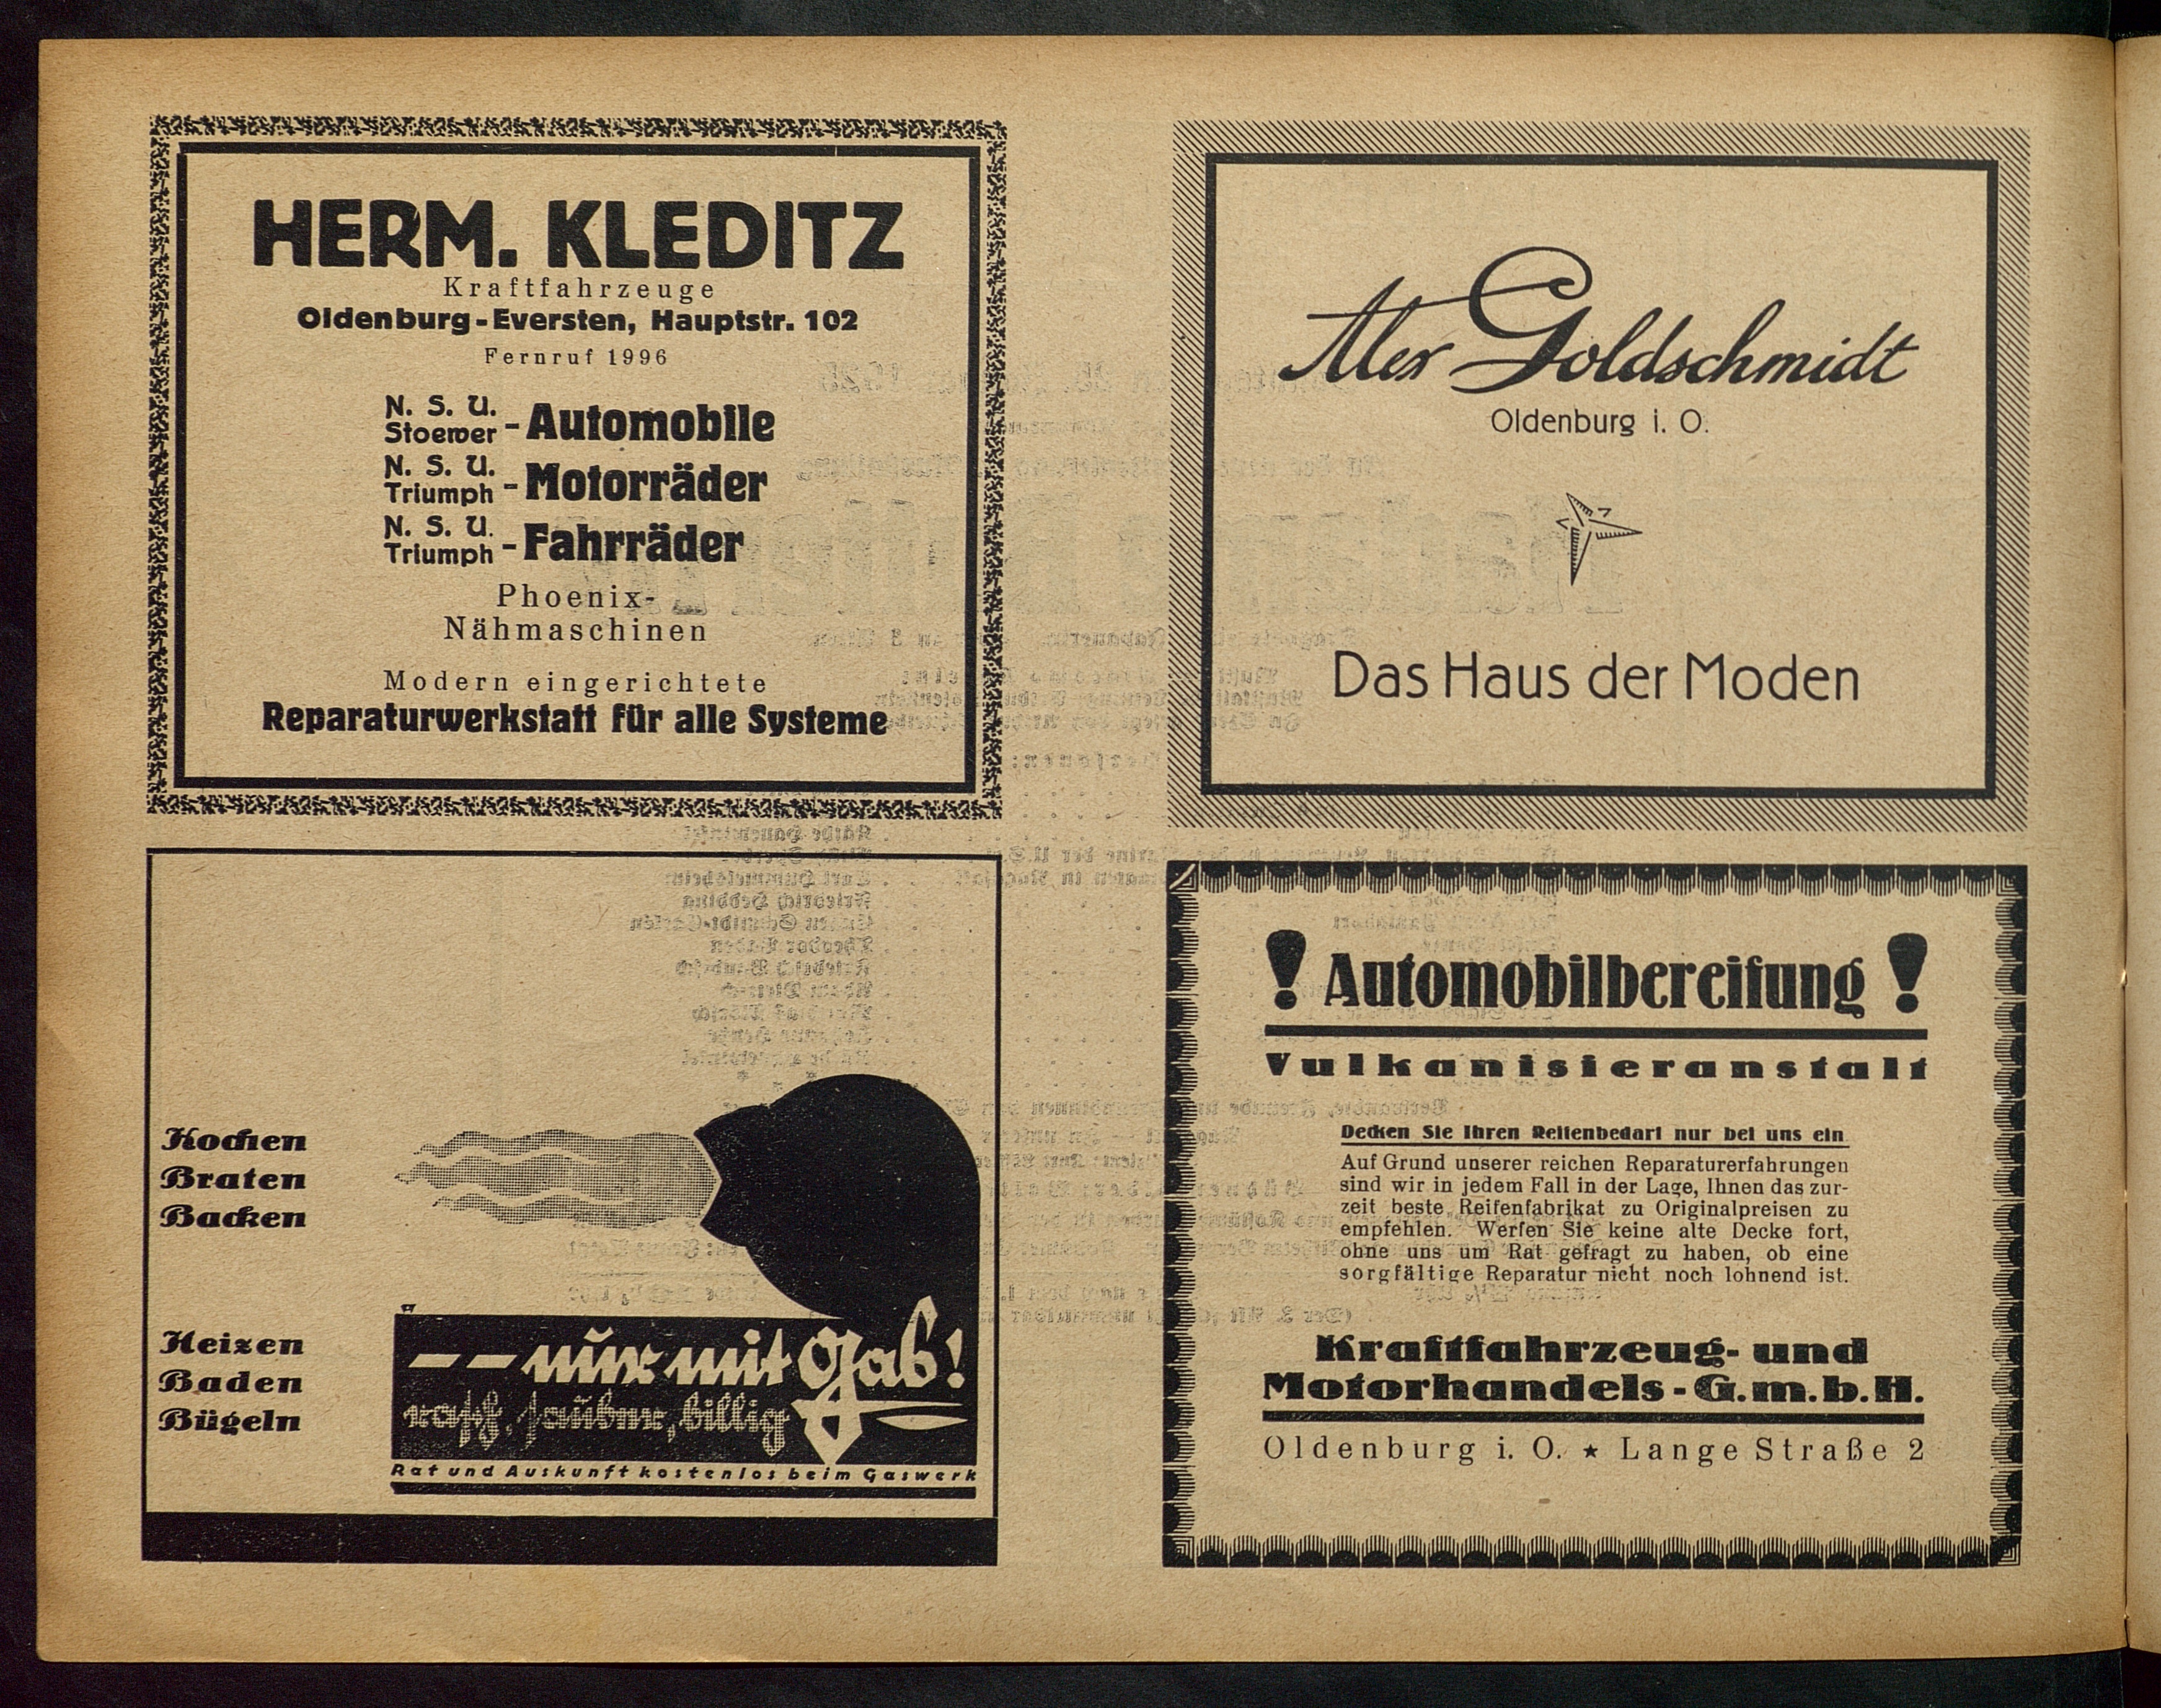 HERM. KLEDITZ
Kraftfahrzeuge
Oldenburg-Eversten, Hauptstr. 102
Fernruf 1996
N. S. U.
Stoewer - Automobile
N. S. U.
Triumph - Motorräder
N. S. U.
Triumph - Fahrräder
Phoenix-
Nähmaschinen
Modern eingerichtete
Reparaturwerkstatt für alle Systeme
Alex Goldschmidt
Oldenburg i. O.
Das Haus der Moden
Kochen
Braten
Backen
Heizen
Baden
Bügeln
-- nur mit Gas!
rasch, sauber, billig
Rat und Auskunft kostenlos beim Gaswerk
! Automobilbereifung !
Vulkanisieranstalt
Decken Sie Ihren Reifenbedarf nur bei uns ein
Auf Grund unserer reichen Reparaturerfahrungen
sind wir in jedem Fall in der Lage, Ihnen das zur-
zeit beste Reifenfabrikat zu Originalpreisen zu
empfehlen. Werfen Sie keine alte Decke fort,
ohne uns um Rat gefragt zu haben, ob eine
sorgfältige Reparatur nicht noch lohnend ist.
Kraftfahrzeug- und
Motorhandels-G.m.b.H.
Oldenburg i. O. ★ Lange Straße 2